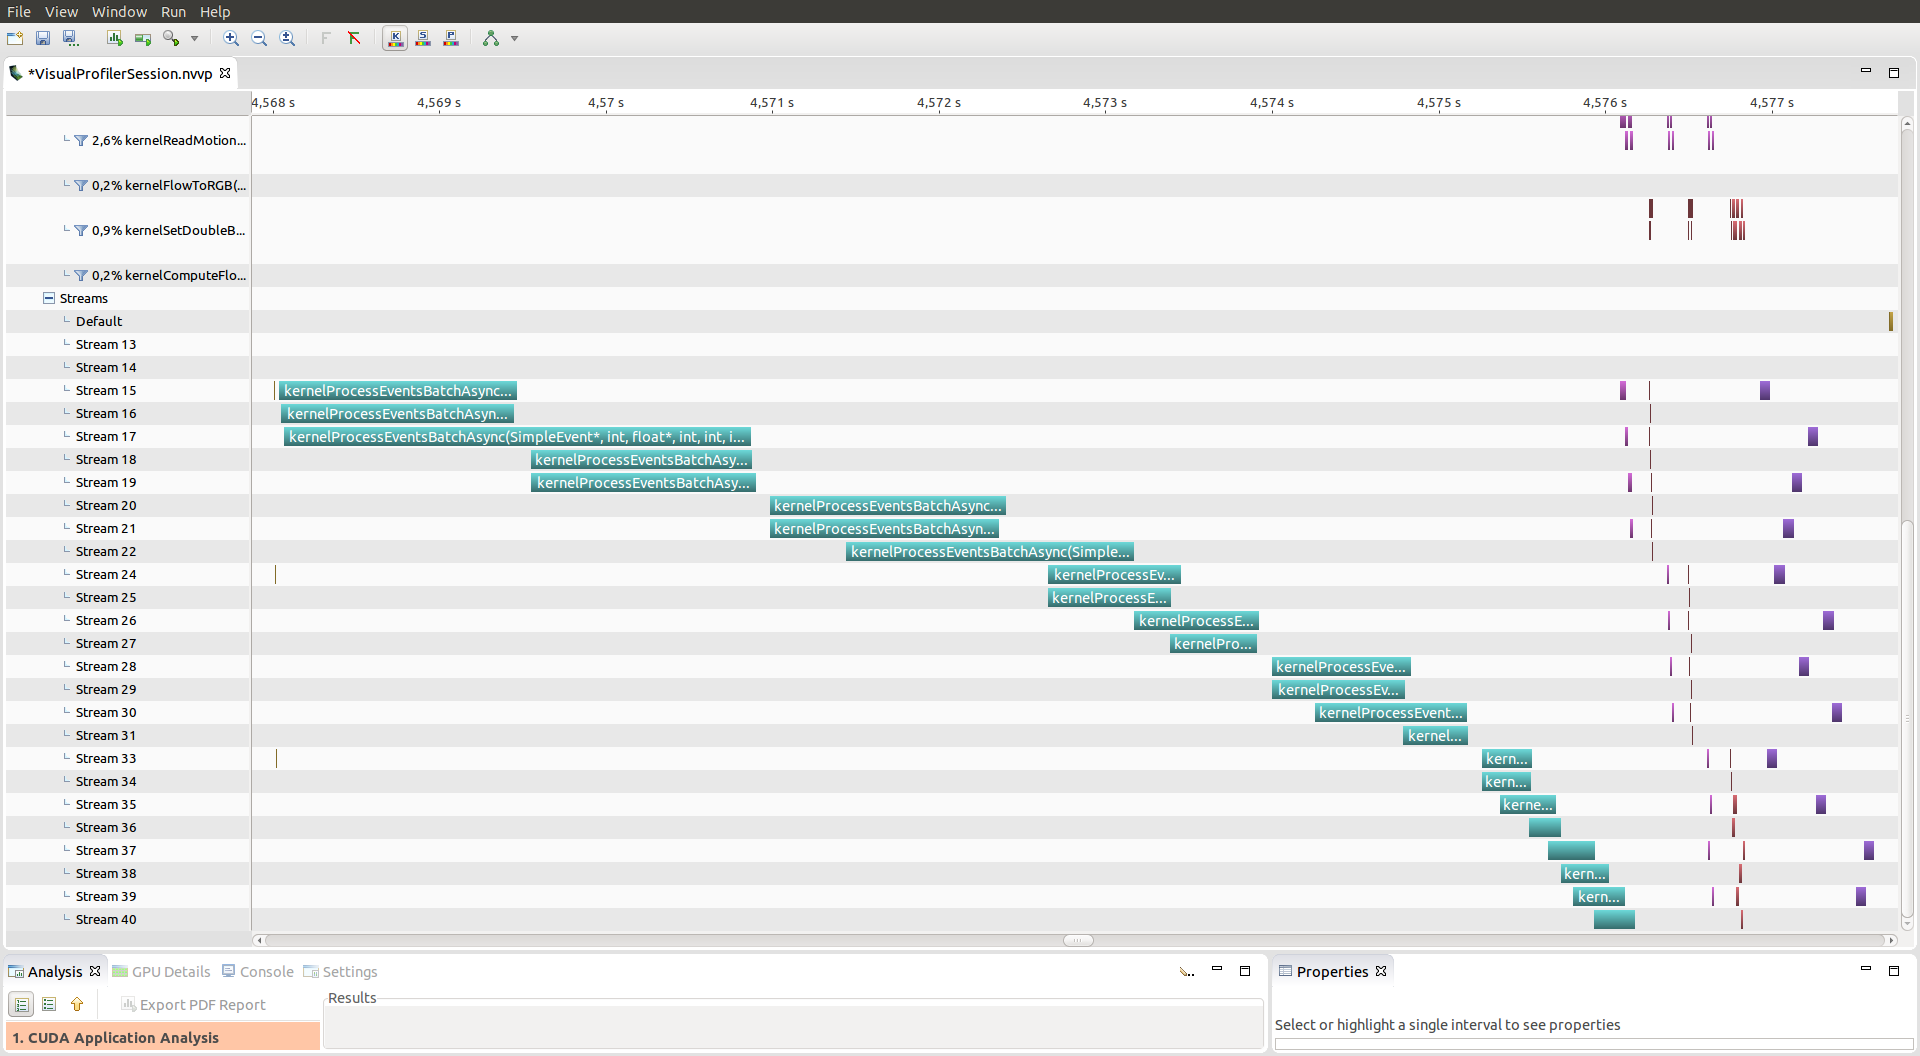 File View Window Run Help
*VisualProfilerSession.nvvp
4,568 s 4,569 s 4,57 s 4,571 s 4,572 s 4,573 s 4,574 s 4,575 s 4,576 s 4,577 s
2,6% kernelReadMotion...
0,2% kernelFlowToRGB(...
0,9% kernelSetDoubleB...
0,2% kernelComputeFlo...
Streams
Default
Stream 13
Stream 14
Stream 15 kernelProcessEventsBatchAsync...
Stream 16 kernelProcessEventsBatchAsyn...
Stream 17 kernelProcessEventsBatchAsync(SimpleEvent*, int, float*, int, int, i...
Stream 18 kernelProcessEventsBatchAsy...
Stream 19 kernelProcessEventsBatchAsy...
Stream 20 kernelProcessEventsBatchAsync...
Stream 21 kernelProcessEventsBatchAsyn...
Stream 22 kernelProcessEventsBatchAsync(Simple...
Stream 24 kernelProcessEv...
Stream 25 kernelProcessE...
Stream 26 kernelProcessE...
Stream 27 kernelPro...
Stream 28 kernelProcessEve...
Stream 29 kernelProcessEv...
Stream 30 kernelProcessEvent...
Stream 31 kernel...
Stream 33 kern...
Stream 34 kern...
Stream 35 kerne...
Stream 36
Stream 37
Stream 38 kern...
Stream 39 kern...
Stream 40
Analysis GPU Details Console Settings Properties
Export PDF Report Results
1. CUDA Application Analysis
Select or highlight a single interval to see properties